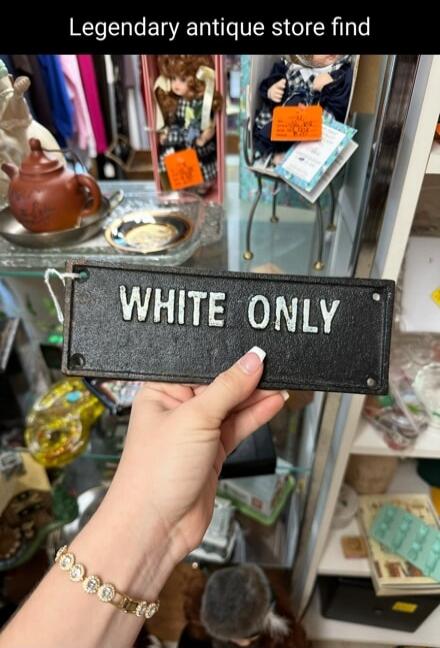 Legendary antique store find
WHITE ONLY